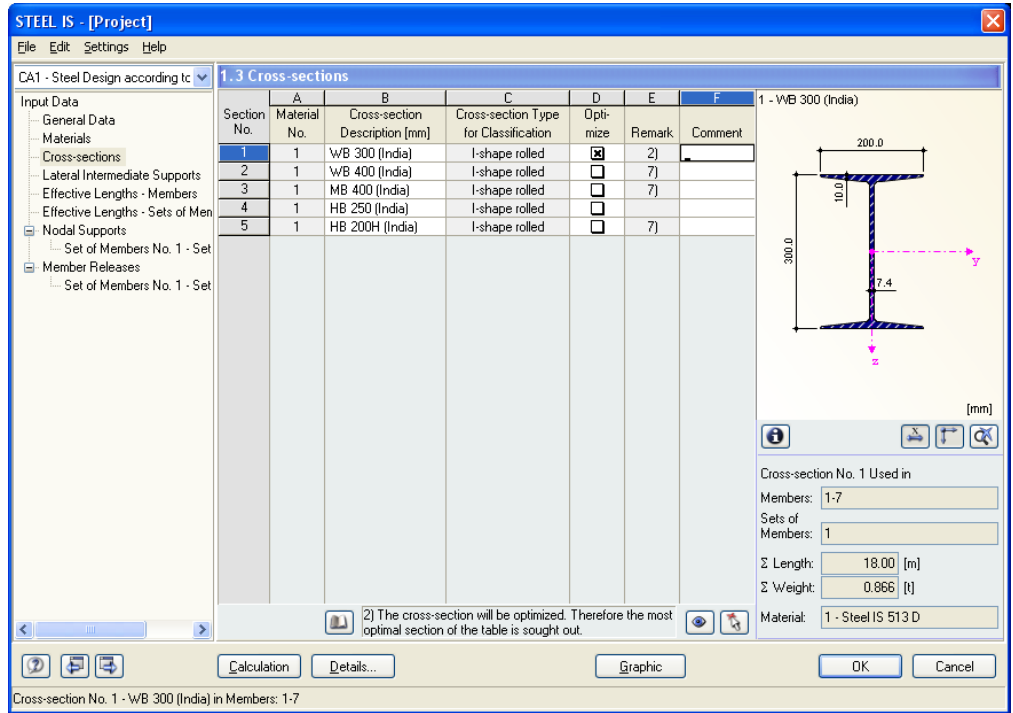 STEEL IS - [Project]
File Edit Settings Help
CA1 - Steel Design according tc
Input Data
General Data
Materials
Cross-sections
Lateral Intermediate Supports
Effective Lengths - Members
Effective Lengths - Sets of Men
Nodal Supports
Set of Members No. 1 - Set
Member Releases
Set of Members No. 1 - Set
1.3 Cross-sections
A B C D E F
Section Material Cross-section Cross-section Type Opti-
No. No. Description [mm] for Classification mize Remark Comment
1 1 WB 300 (India) I-shape rolled 2)
2 1 WB 400 (India) I-shape rolled 7)
3 1 MB 400 (India) I-shape rolled 7)
4 1 HB 250 (India) I-shape rolled
5 1 HB 200H (India) I-shape rolled 7)
2) The cross-section will be optimized. Therefore the most
optimal section of the table is sought out.
1 - WB 300 (India)
200.0
10.0
300.0
y
7.4
z
[mm]
Cross-section No. 1 Used in
Members: 1-7
Sets of
Members: 1
Σ Length: 18.00 [m]
Σ Weight: 0.866 [t]
Material: 1 - Steel IS 513 D
Calculation Details... Graphic OK Cancel
Cross-section No. 1 - WB 300 (India) in Members: 1-7